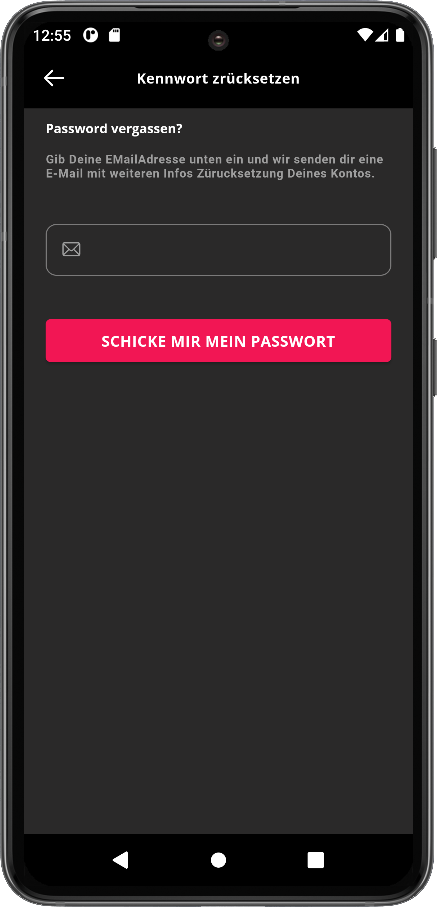 12:55
Kennwort zrücksetzen
Password vergassen?
Gib Deine EMailAdresse unten ein und wir senden dir eine
E-Mail mit weiteren Infos Zürucksetzung Deines Kontos.
SCHICKE MIR MEIN PASSWORT